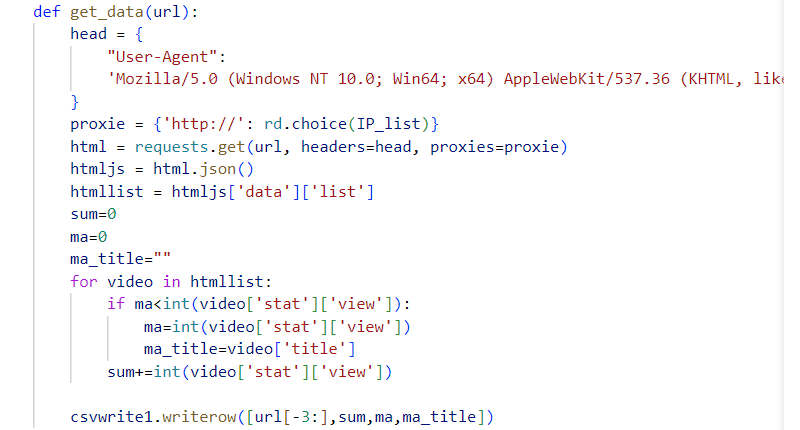 def get_data(url):
    head = {
        "User-Agent":
        'Mozilla/5.0 (Windows NT 10.0; Win64; x64) AppleWebKit/537.36 (KHTML, like
    }
    proxie = {'http://': rd.choice(IP_list)}
    html = requests.get(url, headers=head, proxies=proxie)
    htmljs = html.json()
    htmllist = htmljs['data']['list']
    sum=0
    ma=0
    ma_title=""
    for video in htmllist:
        if ma<int(video['stat']['view']):
            ma=int(video['stat']['view'])
            ma_title=video['title']
        sum+=int(video['stat']['view'])
    csvwrite1.writerow([url[-3:],sum,ma,ma_title])